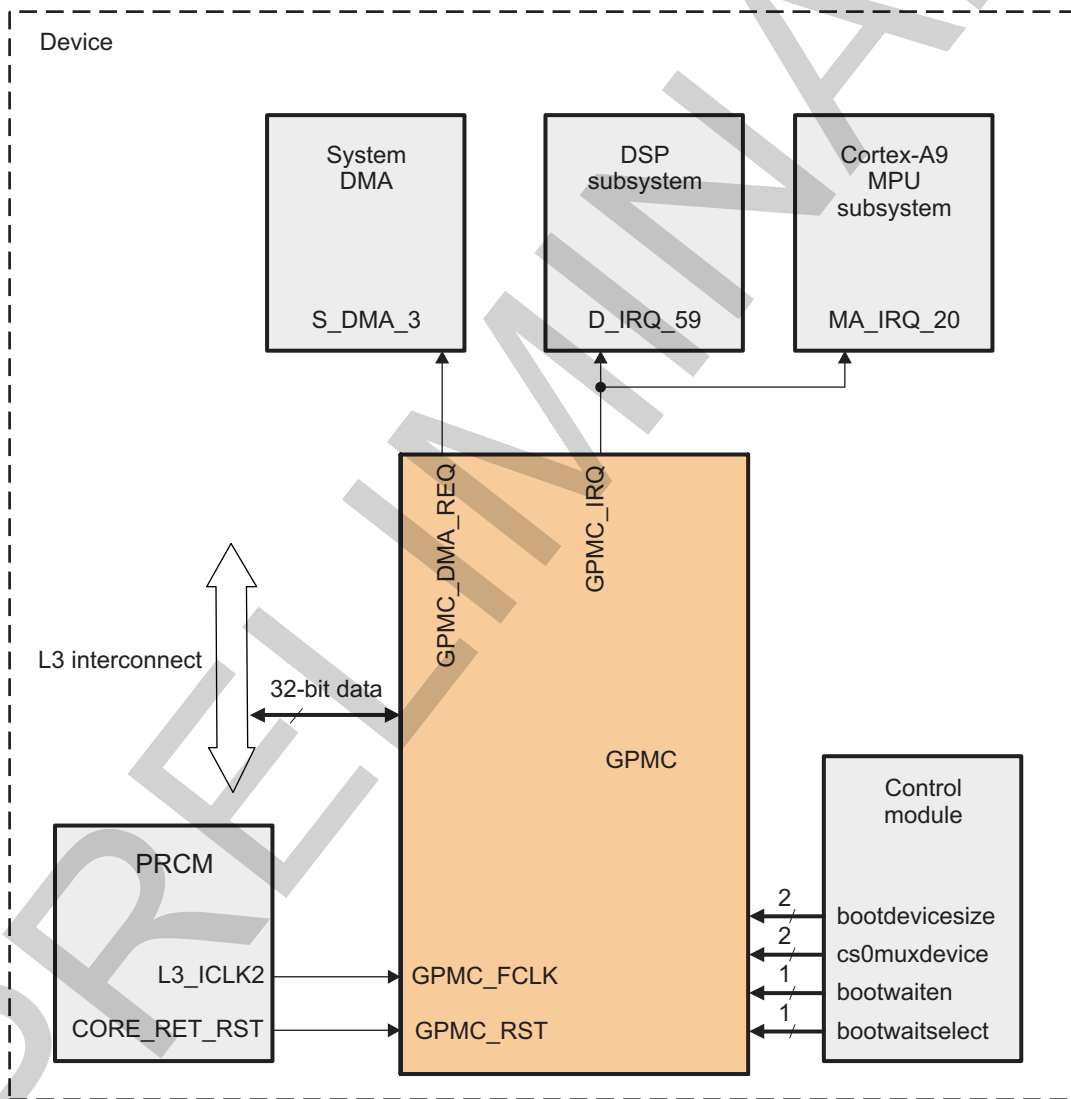 Device
System
DMA
S_DMA_3
DSP
subsystem
D_IRQ_59
Cortex-A9
MPU
subsystem
MA_IRQ_20
GPMC_DMA_REQ
GPMC_IRQ
L3 interconnect
32-bit data
GPMC
Control
module
2
bootdevicesize
2
cs0muxdevice
1
bootwaiten
1
bootwaitselect
PRCM
L3_ICLK2
GPMC_FCLK
CORE_RET_RST
GPMC_RST
PRELIMINA